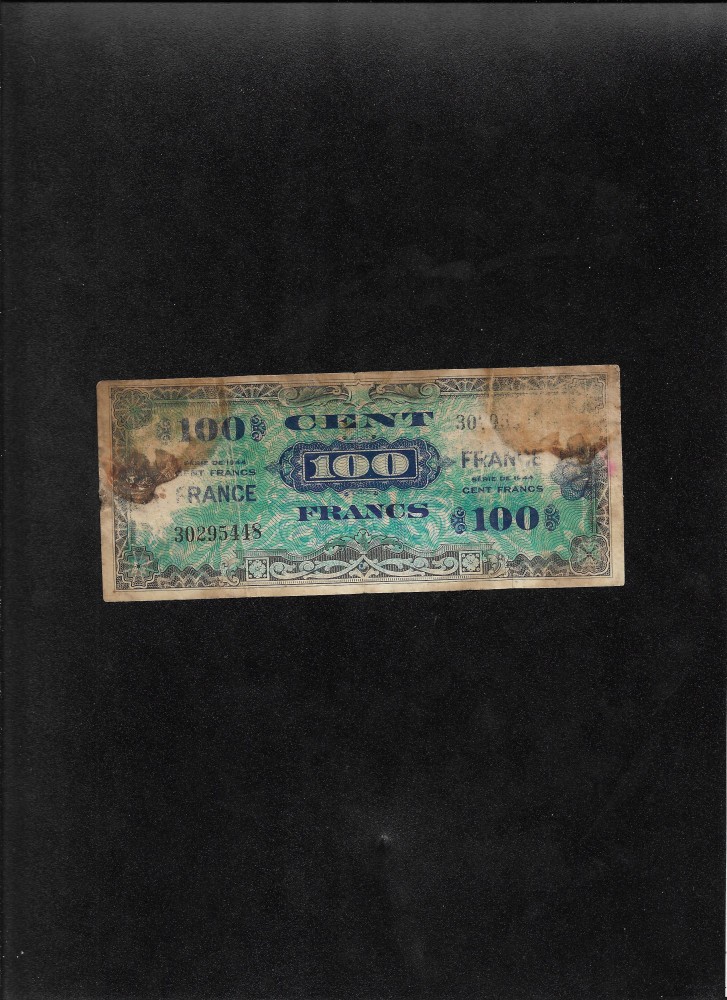 100
SÉRIE DE 1944
CENT FRANCS
FRANCE
30295448
CENT
100
FRANCS
FRANCE
SÉRIE DE 1944
CENT FRANCS
100